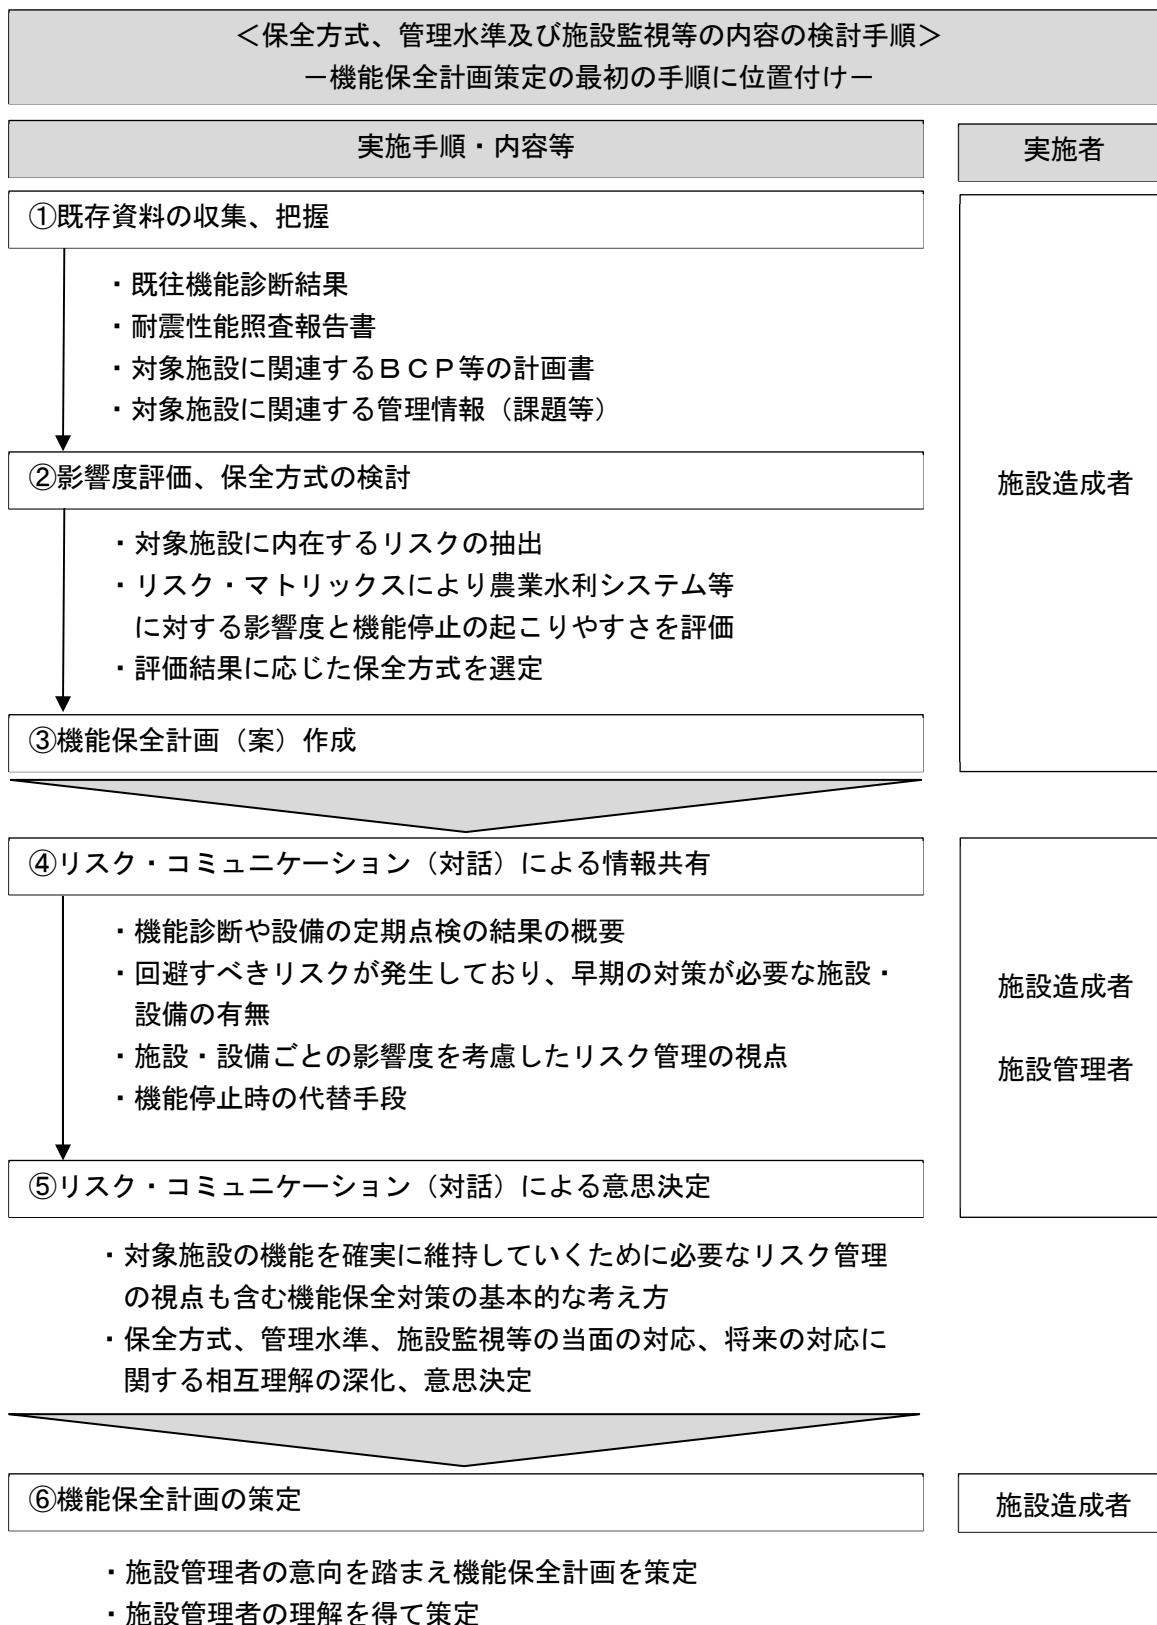 ＜保全方式、管理水準及び施設監視等の内容の検討手順＞
－機能保全計画策定の最初の手順に位置付け－
実施手順・内容等
実施者
①既存資料の収集、把握
・既往機能診断結果
・耐震性能照査報告書
・対象施設に関連するＢＣＰ等の計画書
・対象施設に関連する管理情報（課題等）
②影響度評価、保全方式の検討
・対象施設に内在するリスクの抽出
・リスク・マトリックスにより農業水利システム等
に対する影響度と機能停止の起こりやすさを評価
・評価結果に応じた保全方式を選定
③機能保全計画（案）作成
施設造成者
④リスク・コミュニケーション（対話）による情報共有
・機能診断や設備の定期点検の結果の概要
・回避すべきリスクが発生しており、早期の対策が必要な施設・
設備の有無
・施設・設備ごとの影響度を考慮したリスク管理の視点
・機能停止時の代替手段
施設造成者
施設管理者
⑤リスク・コミュニケーション（対話）による意思決定
・対象施設の機能を確実に維持していくために必要なリスク管理
の視点も含む機能保全対策の基本的な考え方
・保全方式、管理水準、施設監視等の当面の対応、将来の対応に
関する相互理解の深化、意思決定
⑥機能保全計画の策定
施設造成者
・施設管理者の意向を踏まえ機能保全計画を策定
・施設管理者の理解を得て策定